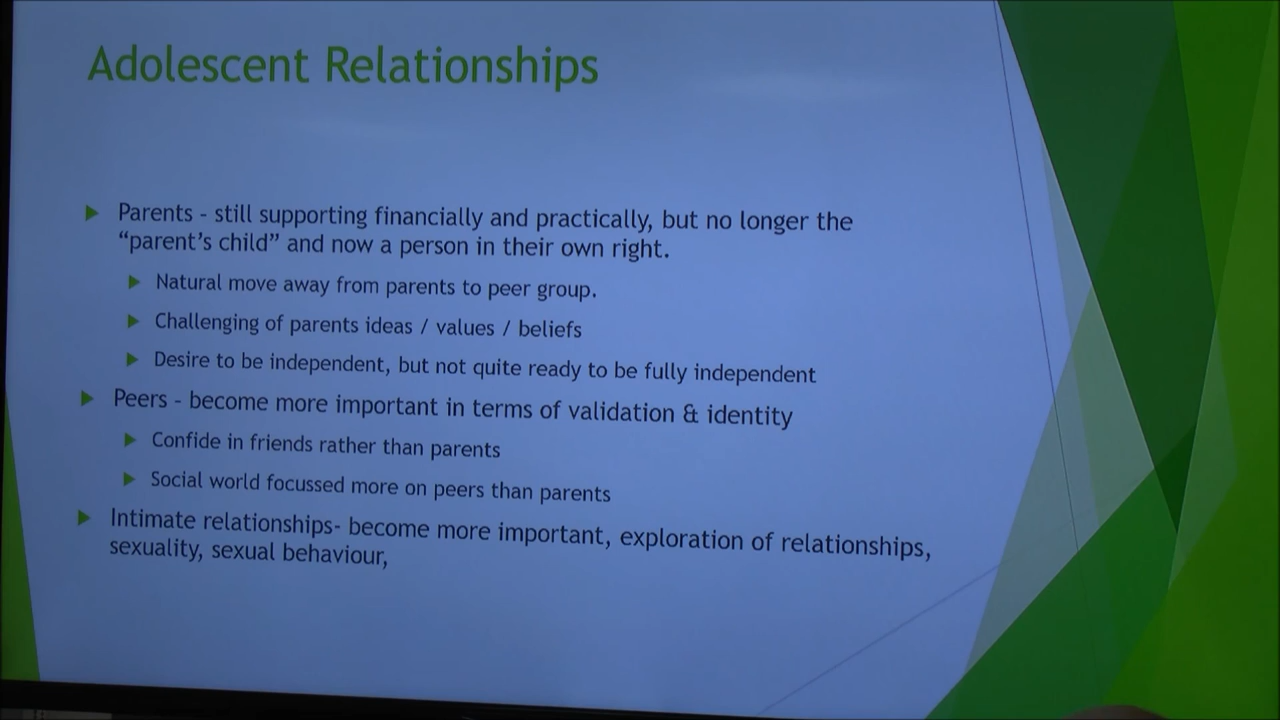 Adolescent Relationships
Parents - still supporting financially and practically, but no longer the
“parent’s child” and now a person in their own right.
Natural move away from parents to peer group.
Challenging of parents ideas / values / beliefs
Desire to be independent, but not quite ready to be fully independent
Peers - become more important in terms of validation & identity
Confide in friends rather than parents
Social world focussed more on peers than parents
Intimate relationships- become more important, exploration of relationships,
sexuality, sexual behaviour,